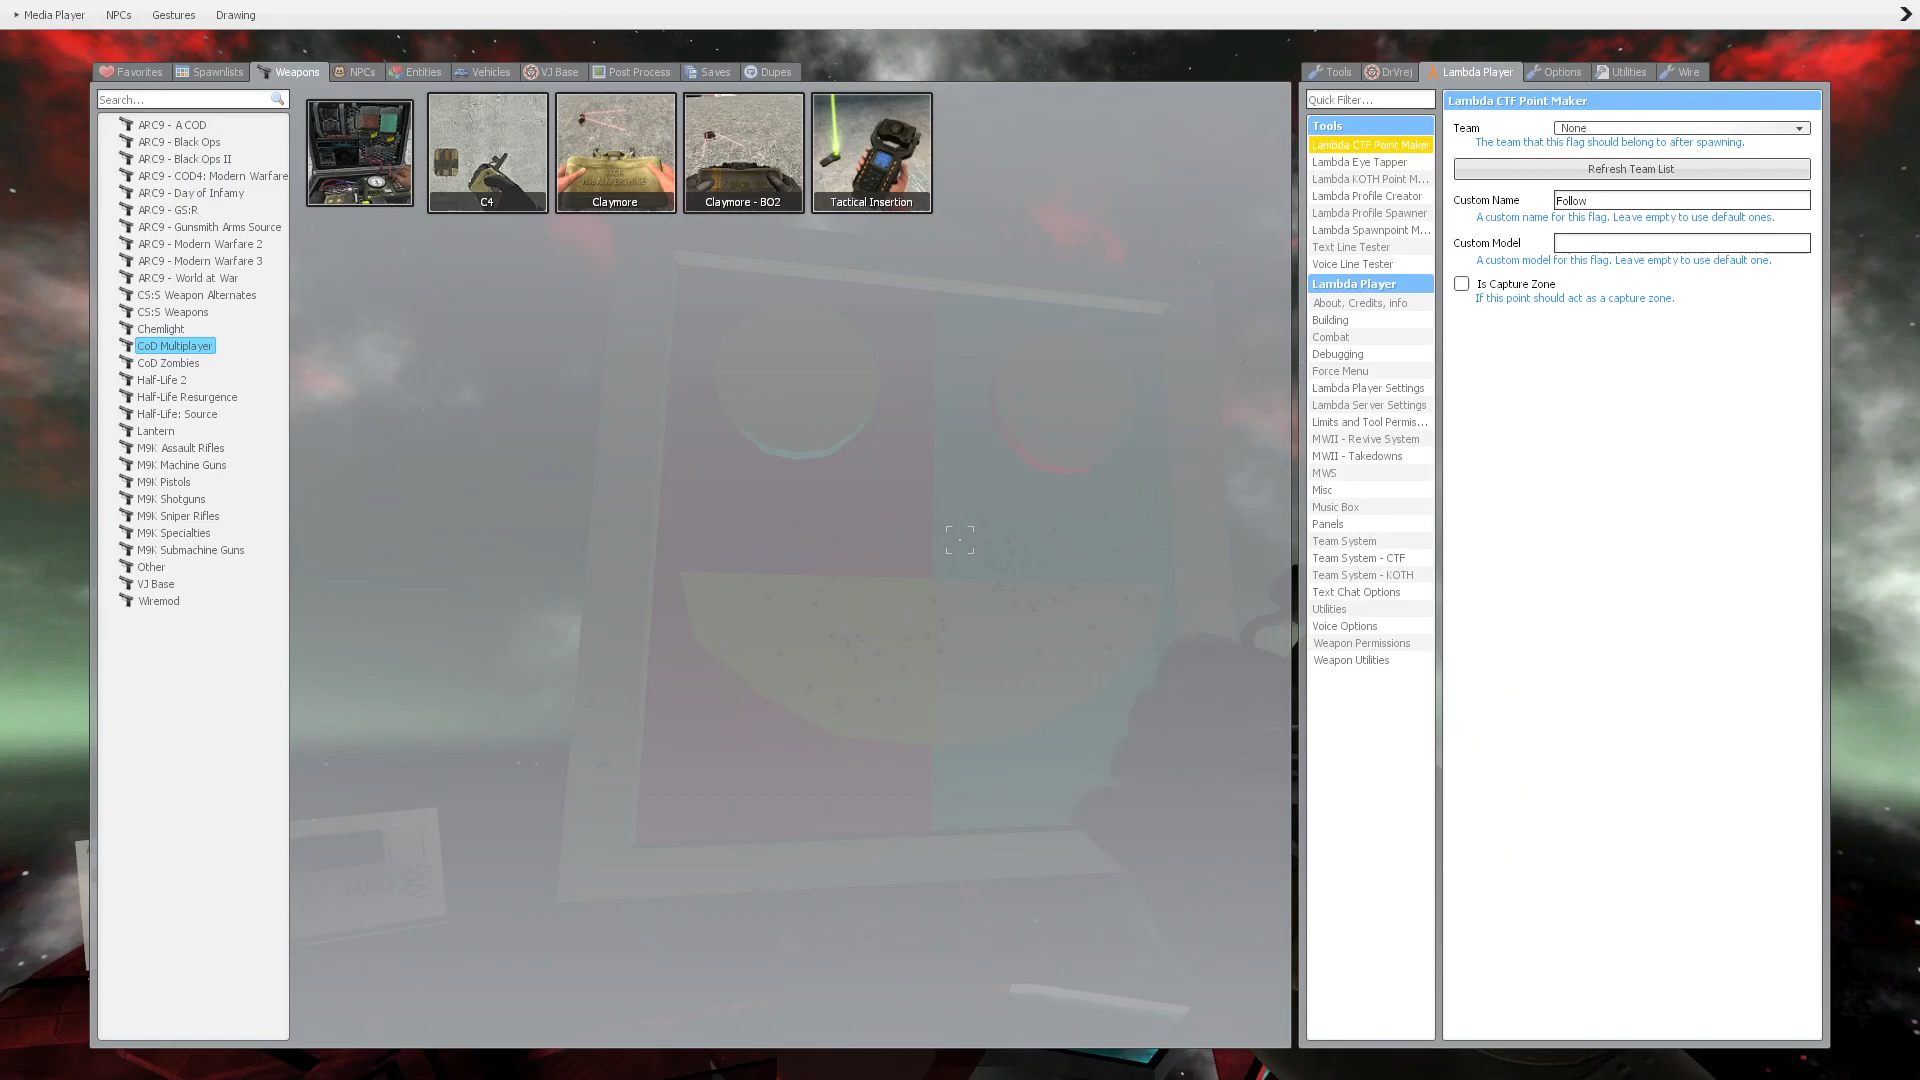 Media Player NPCs Gestures Drawing
Favorites Spawnlists Weapons NPCs Entities Vehicles VJ Base Post Process Saves Dupes
Search...
ARC9 - A COD
ARC9 - Black Ops
ARC9 - Black Ops II
ARC9 - COD4: Modern Warfare
ARC9 - Day of Infamy
ARC9 - GS:R
ARC9 - Gunsmith Arms Source
ARC9 - Modern Warfare 2
ARC9 - Modern Warfare 3
ARC9 - World at War
CS:S Weapon Alternates
CS:S Weapons
Chemlight
CoD Multiplayer
CoD Zombies
Half-Life 2
Half-Life Resurgence
Half-Life: Source
Lantern
M9K Assault Rifles
M9K Machine Guns
M9K Pistols
M9K Shotguns
M9K Sniper Rifles
M9K Specialties
M9K Submachine Guns
Other
VJ Base
Wiremod
C4
Claymore
Claymore - BO2
Tactical Insertion
Tools DrVrej Lambda Player Options Utilities Wire
Quick Filter...
Tools
Lambda CTF Point Maker
Lambda Eye Tapper
Lambda KOTH Point M...
Lambda Profile Creator
Lambda Profile Spawner
Lambda Spawnpoint M...
Text Line Tester
Voice Line Tester
Lambda Player
About, Credits, info
Building
Combat
Debugging
Force Menu
Lambda Player Settings
Lambda Server Settings
Limits and Tool Permis...
MWII - Revive System
MWII - Takedowns
MWS
Misc
Music Box
Panels
Team System
Team System - CTF
Team System - KOTH
Text Chat Options
Utilities
Voice Options
Weapon Permissions
Weapon Utilities
Lambda CTF Point Maker
Team None
The team that this flag should belong to after spawning.
Refresh Team List
Custom Name Follow
A custom name for this flag. Leave empty to use default ones.
Custom Model
A custom model for this flag. Leave empty to use default one.
Is Capture Zone
If this point should act as a capture zone.